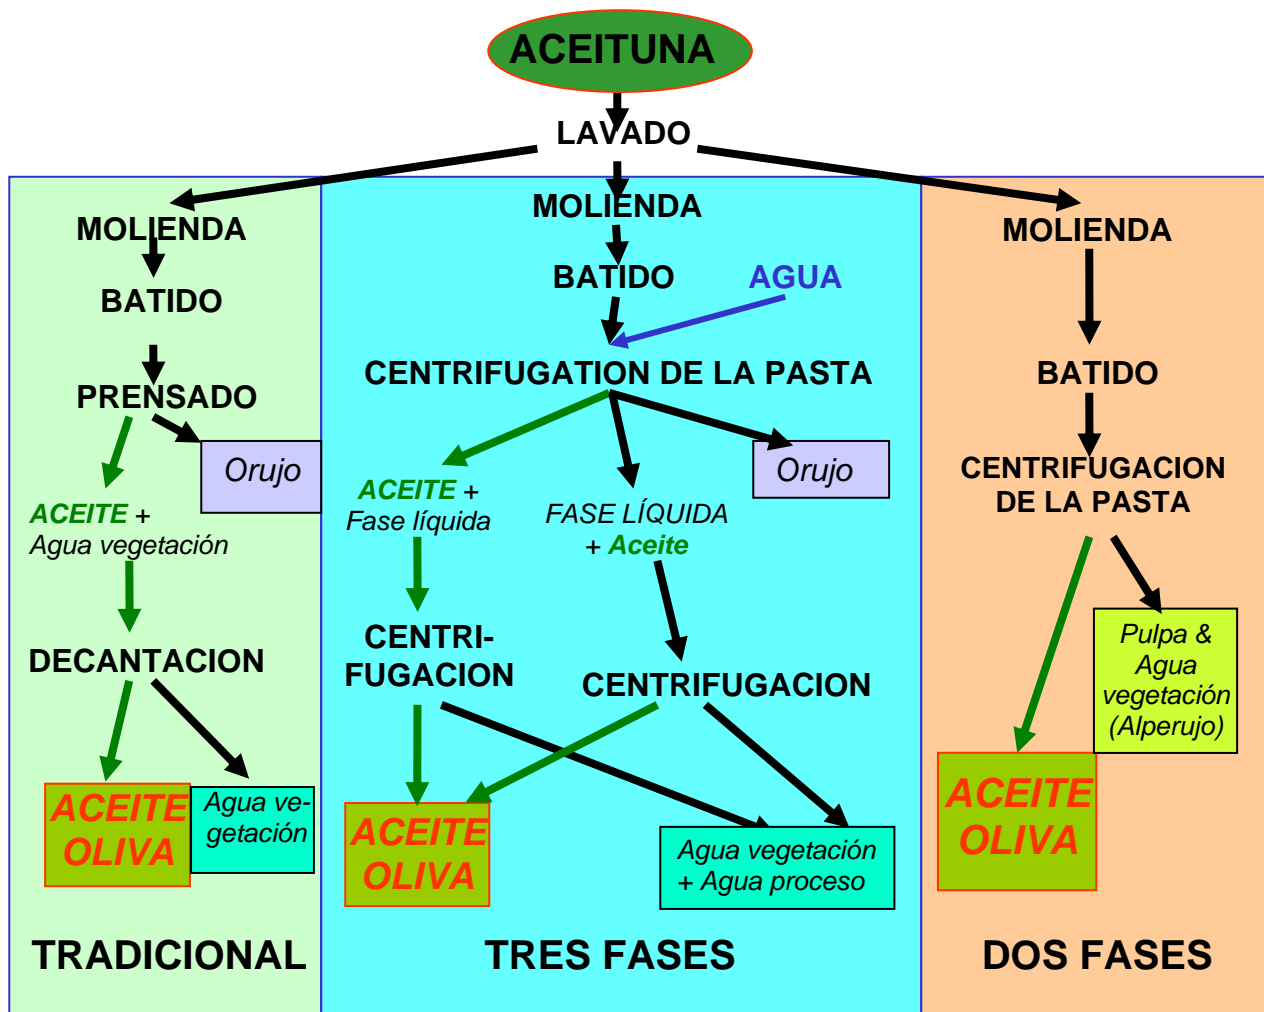 ACEITUNA
LAVADO
MOLIENDA
BATIDO
PRENSADO
Orujo
ACEITE +
Agua vegetación
DECANTACION
ACEITE
OLIVA
Agua ve-
getación
TRADICIONAL
MOLIENDA
BATIDO
AGUA
CENTRIFUGATION DE LA PASTA
Orujo
ACEITE +
Fase líquida
FASE LÍQUIDA
+ Aceite
CENTRI-
FUGACION
CENTRIFUGACION
ACEITE
OLIVA
Agua vegetación
+ Agua proceso
TRES FASES
MOLIENDA
BATIDO
CENTRIFUGACION
DE LA PASTA
Pulpa &
Agua
vegetación
(Alperujo)
ACEITE
OLIVA
DOS FASES